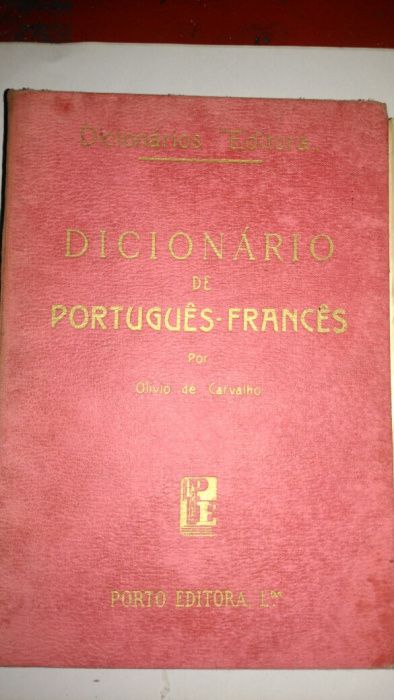 Dicionários "Editora"
DICIONÁRIO
DE
PORTUGUÊS-FRANCÊS
Por
Olívio de Carvalho
PE
PORTO EDITORA, L.da